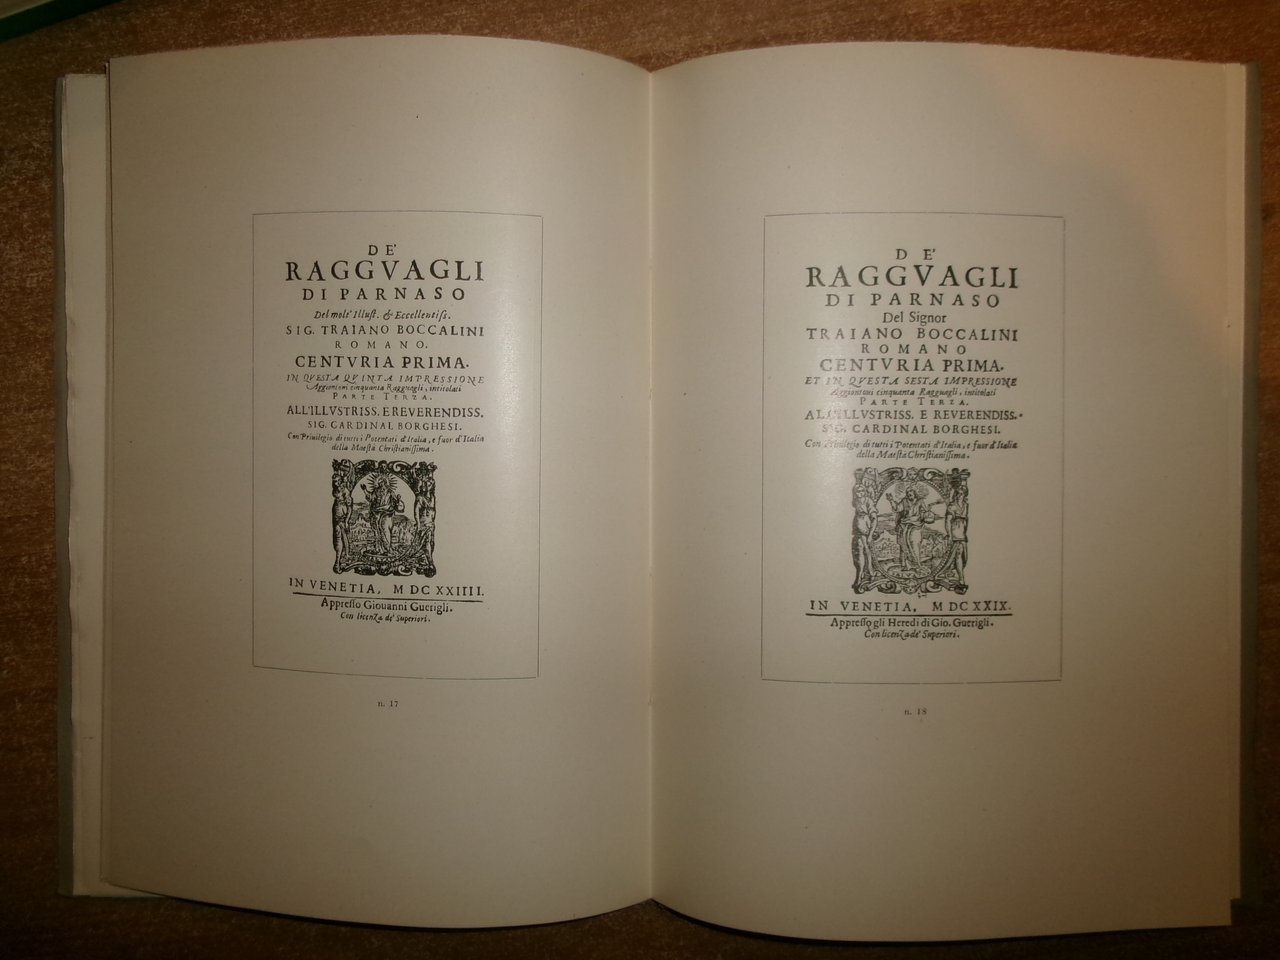 DE'
RAGGVAGLI
DI PARNASO
Del molt' Illust. & Eccellentiss.
SIG. TRAIANO BOCCALINI
ROMANO.
CENTVRIA PRIMA.
IN QVESTA QVINTA IMPRESSIONE
Aggiontoui cinquanta Ragguagli, intitolati
PARTE TERZA.
ALL'ILLVSTRISS. E REVERENDISS.
SIG. CARDINAL BORGHESI.
Con Priuilegio di tutti i Potentati d'Italia, e fuor d'Italia
della Maestà Christianissima.
IN VENETIA, MDCXXIIII.
Appresso Giouanni Guerigli.
Con licenza de' Superiori.
n. 17
DE'
RAGGVAGLI
DI PARNASO
Del Signor
TRAIANO BOCCALINI
ROMANO
CENTVRIA PRIMA.
ET IN QVESTA SESTA IMPRESSIONE
Aggiontoui cinquanta Ragguagli, intitolati
PARTE TERZA.
ALL'ILLVSTRISS. E REVERENDISS.
SIG. CARDINAL BORGHESI.
Con Priuilegio di tutti i Potentati d'Italia, e fuor d'Italia
della Maestà Christianissima.
IN VENETIA, MDCXXIX.
Appresso gli Heredi di Gio. Guerigli.
Con licenza de' Superiori.
n. 18